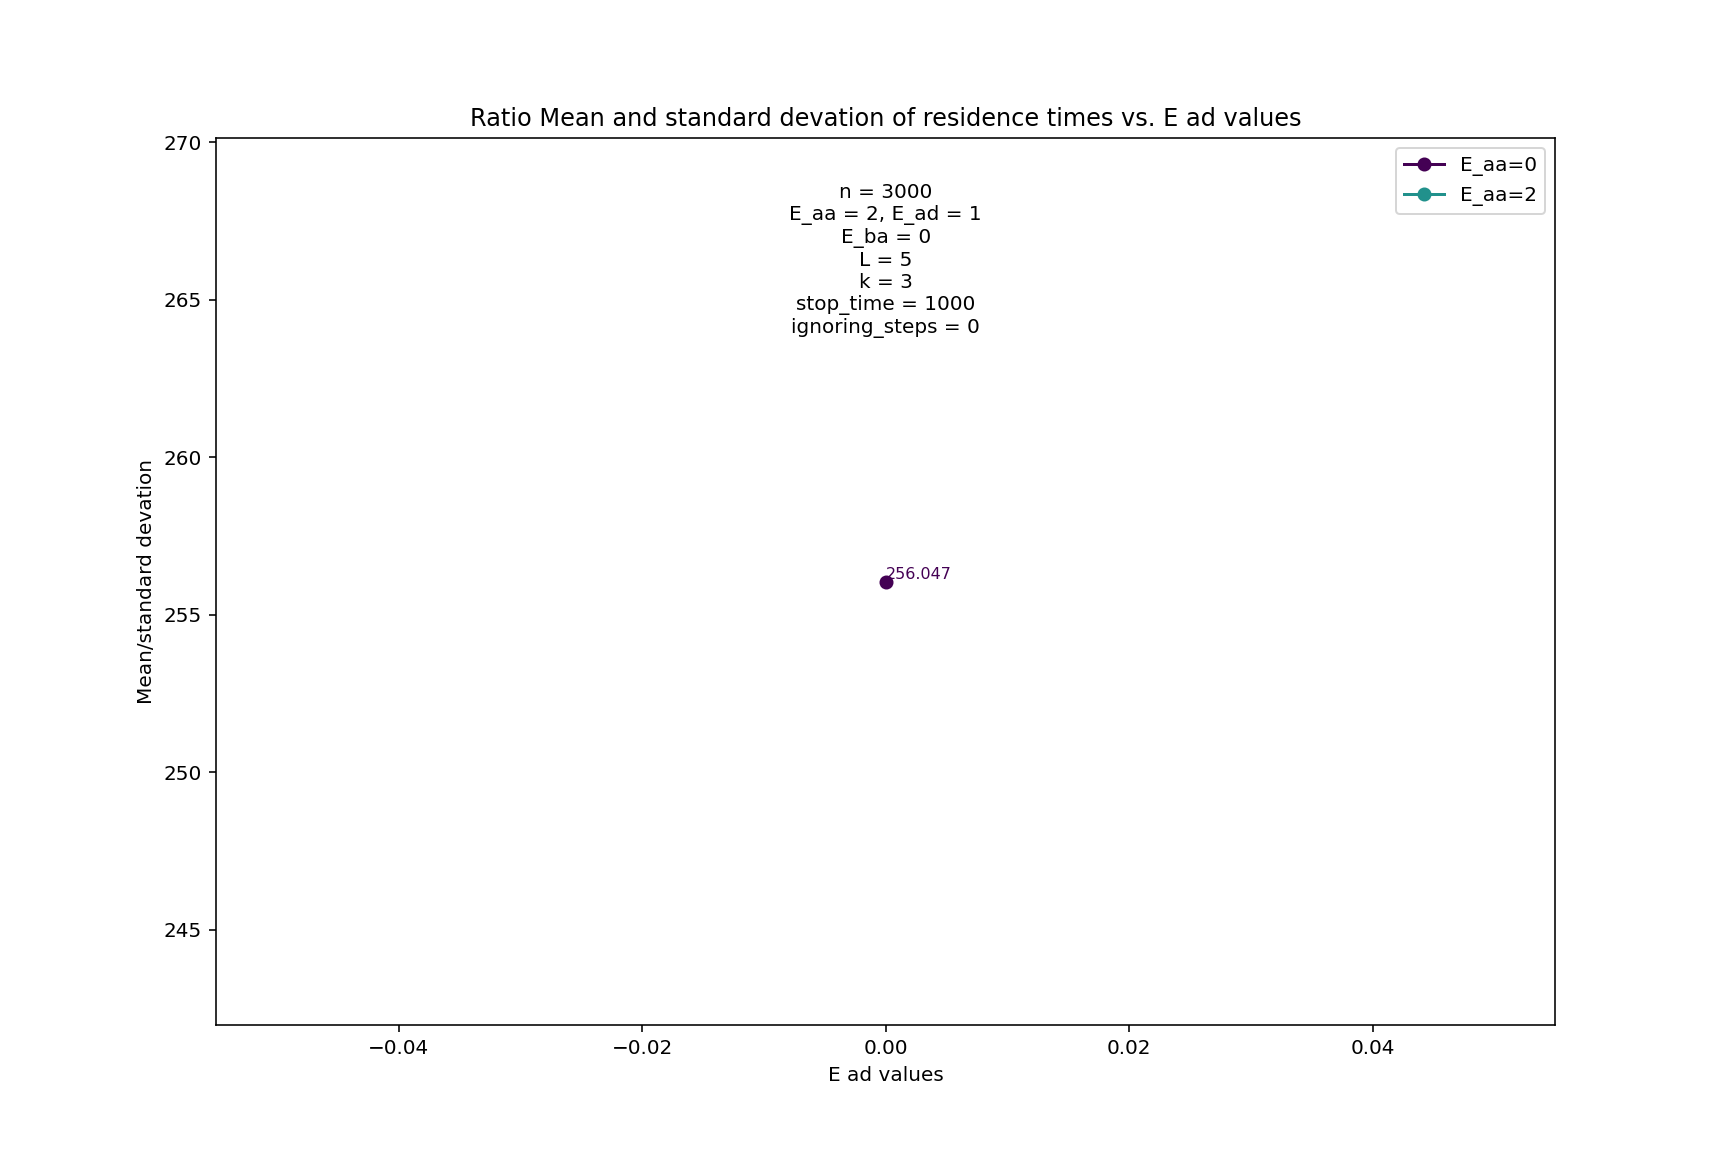 Ratio Mean and standard devation of residence times vs. E ad values
270
265
260
255
250
245
Mean/standard devation
n = 3000
E_aa = 2, E_ad = 1
E_ba = 0
L = 5
k = 3
stop_time = 1000
ignoring_steps = 0
E_aa=0
E_aa=2
256.047
−0.04
−0.02
0.00
0.02
0.04
E ad values